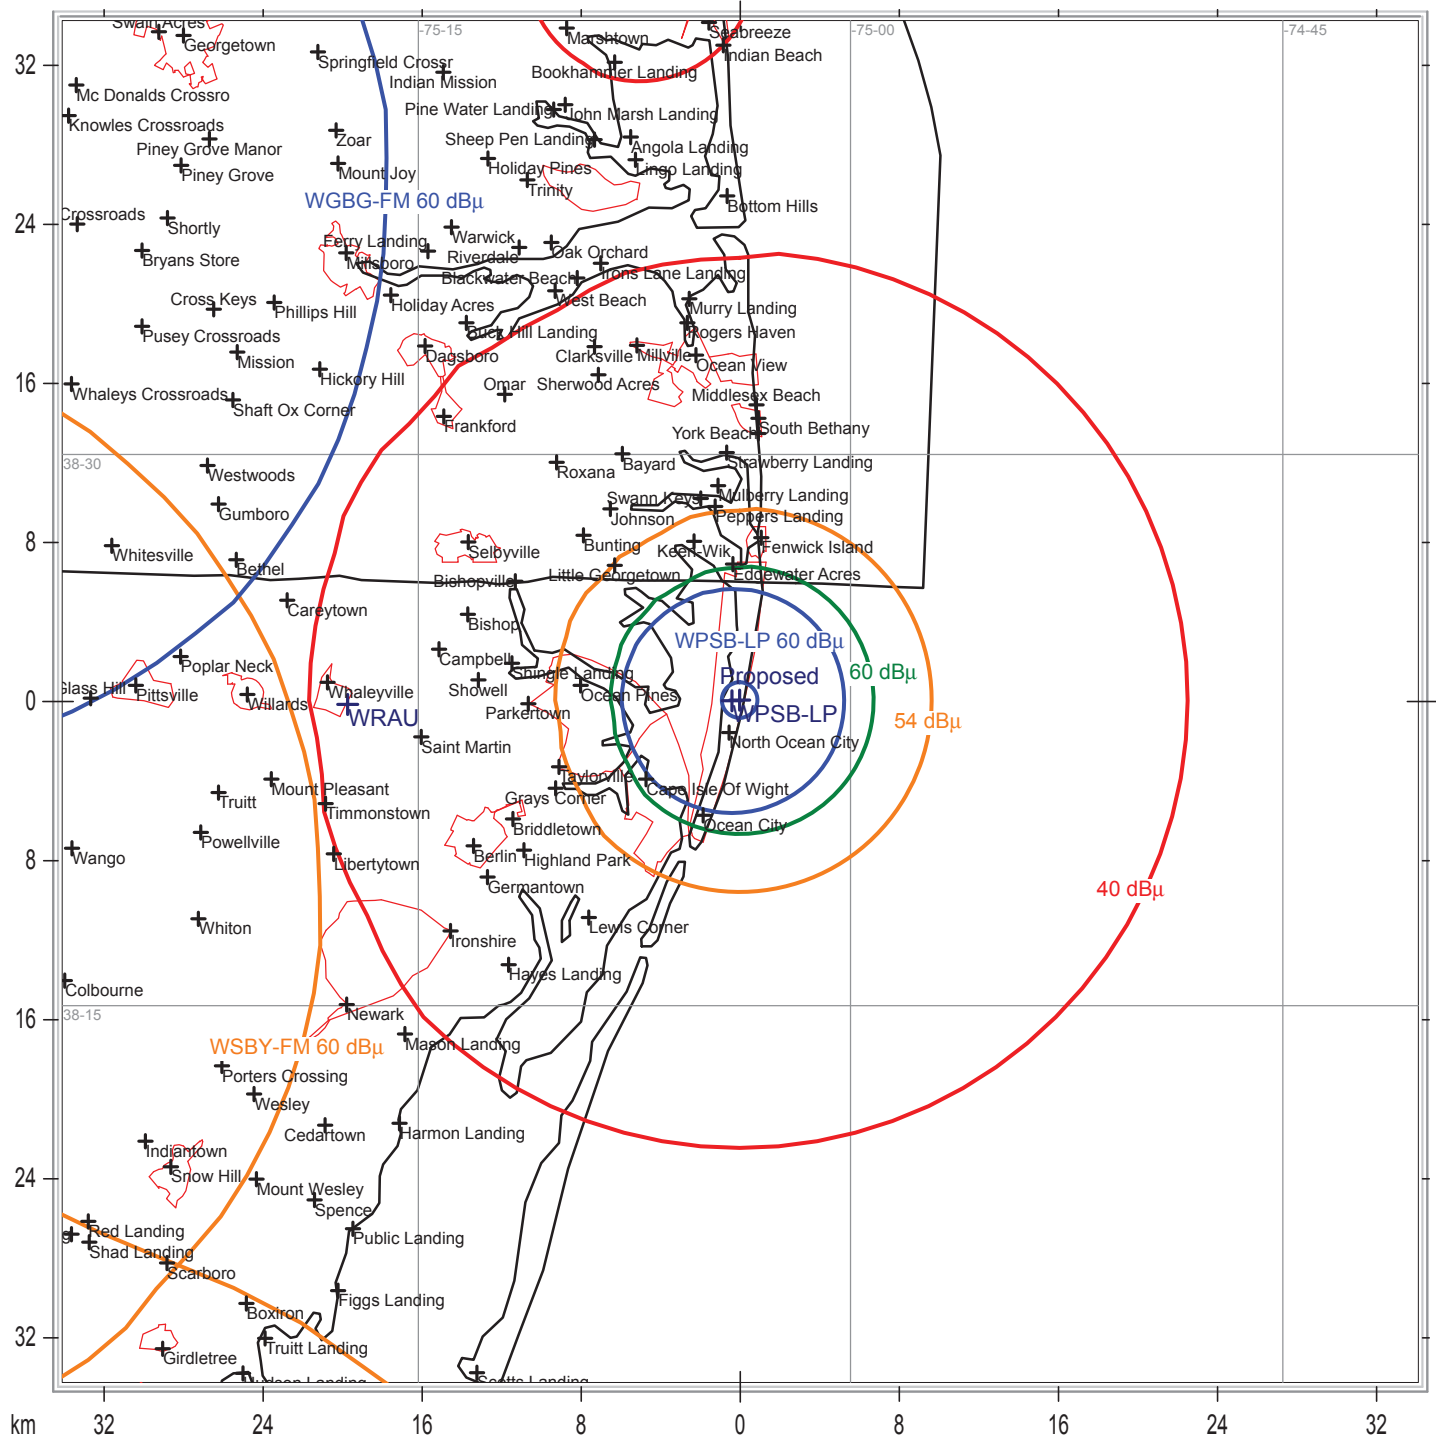 Swain Acres
-75-15
Marshtown
Seabreeze
-75-00
-74-45
Georgetown
Springfield Crossr
Indian Beach
32
Indian Mission
Bookhammer Landing
Mc Donalds Crossro
Pine Water Landing
John Marsh Landing
Knowles Crossroads
Zoar
Sheep Pen Landing
Angola Landing
Piney Grove Manor
Piney Grove
Mount Joy
Holiday Pines
Lingo Landing
Trinity
WGBG-FM 60 dBμ
Bottom Hills
Crossroads
24
Shortly
Ferry Landing
Warwick
Bryans Store
Millsboro
Riverdale
Oak Orchard
Blackwater Beach
Irons Lane Landing
Cross Keys
Phillips Hill
Holiday Acres
West Beach
Murry Landing
Pusey Crossroads
Buck Hill Landing
Rogers Haven
Mission
Dagsboro
Clarksville
Millville
Ocean View
Hickory Hill
16
Whaleys Crossroads
Omar
Sherwood Acres
Shaft Ox Corner
Middlesex Beach
Frankford
York Beach
South Bethany
38-30
Westwoods
Roxana
Bayard
Strawberry Landing
Gumboro
Swann Keys
Mulberry Landing
Johnson
Peppers Landing
8
Whitesville
Selbyville
Bunting
Keen-Wik
Fenwick Island
Bethel
Bishopville
Little Georgetown
Edgewater Acres
Careytown
Bishop
WPSB-LP 60 dBμ
Poplar Neck
Campbell
Shingle Landing
60 dBμ
Proposed
Glass Hill
Pittsville
Willards
Whaleyville
Showell
Ocean Pines
0
WRAU
Parkertown
WPSB-LP
54 dBμ
Saint Martin
North Ocean City
Truitt
Mount Pleasant
Taylorville
Cape Isle Of Wight
Timmonstown
Grays Corner
Powellville
Briddletown
Ocean City
8
Wango
Libertytown
Berlin
Highland Park
Germantown
40 dBμ
Whiton
Ironshire
Lewis Corner
Hayes Landing
Colbourne
38-15
Newark
16
WSBY-FM 60 dBμ
Mason Landing
Porters Crossing
Wesley
Cedartown
Harmon Landing
Indiantown
24
Snow Hill
Mount Wesley
Spence
Red Landing
Public Landing
Shad Landing
Scarboro
Boxiron
Figgs Landing
32
Truitt Landing
Girdletree
Hudson Landing
Scotts Landing
km
32
24
16
8
0
8
16
24
32